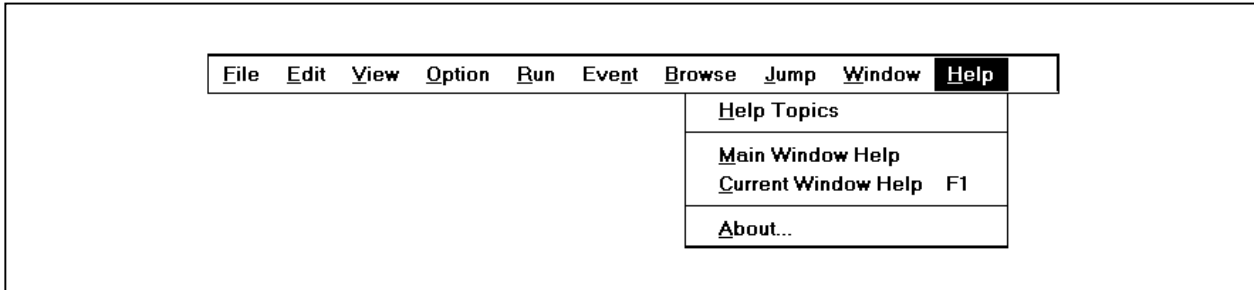 File Edit View Option Run Event Browse Jump Window Help
Help Topics
Main Window Help
Current Window Help F1
About...